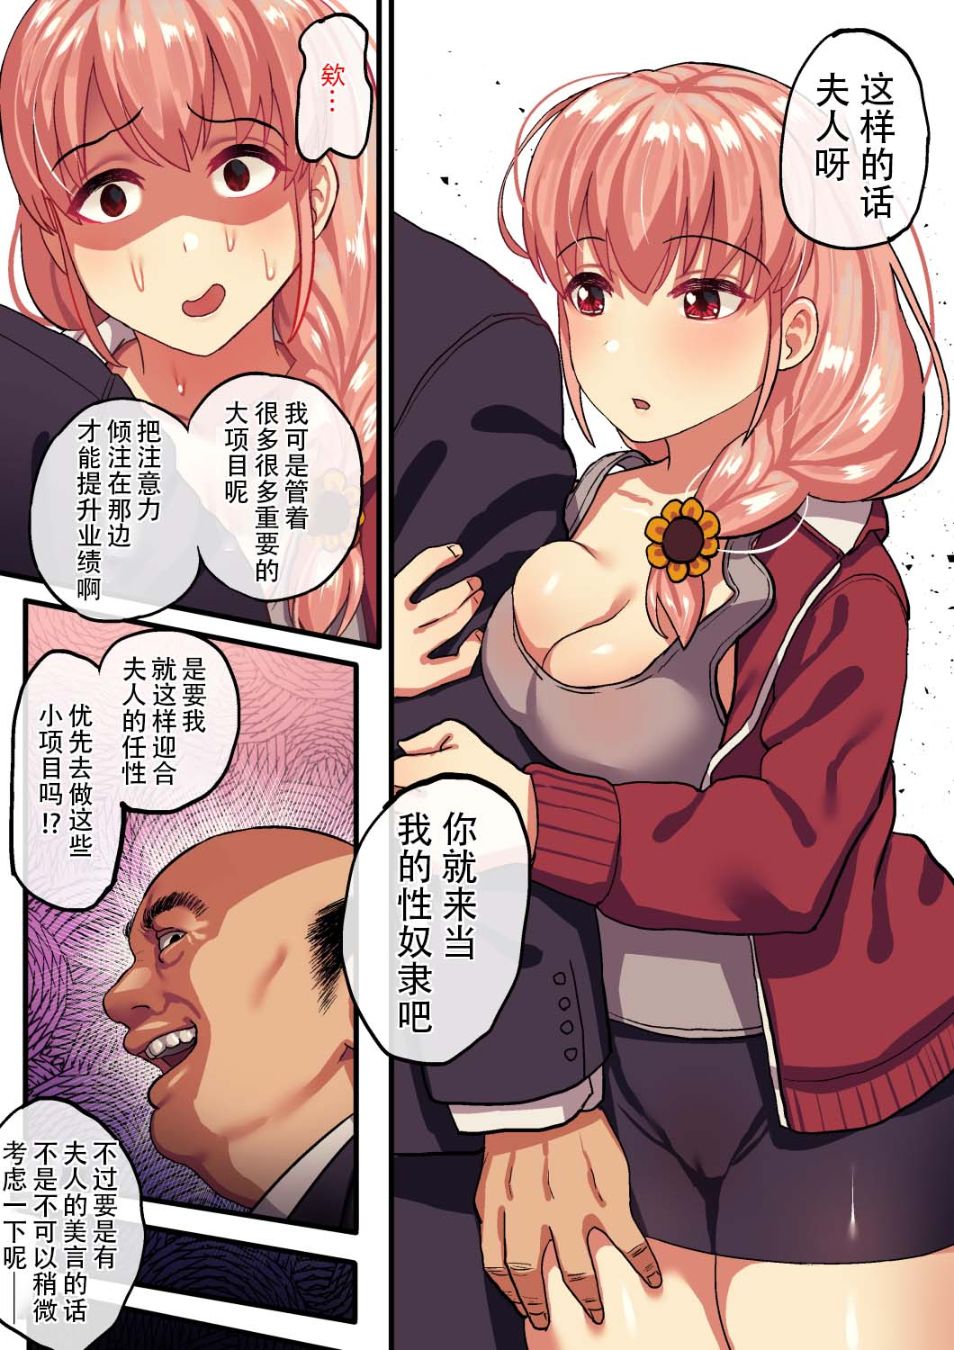 这样的话
夫人呀
欸…
我可是管着
很多很多重要的
大项目呢
把注意力
倾注在那边
才能提升业绩啊
是要我
就这样迎合
夫人的任性
优先去做这些
小项目吗!?
你就来当
我的性奴隶吧
不过要是有
夫人的美言的话
不是不可以稍微
考虑一下呢——